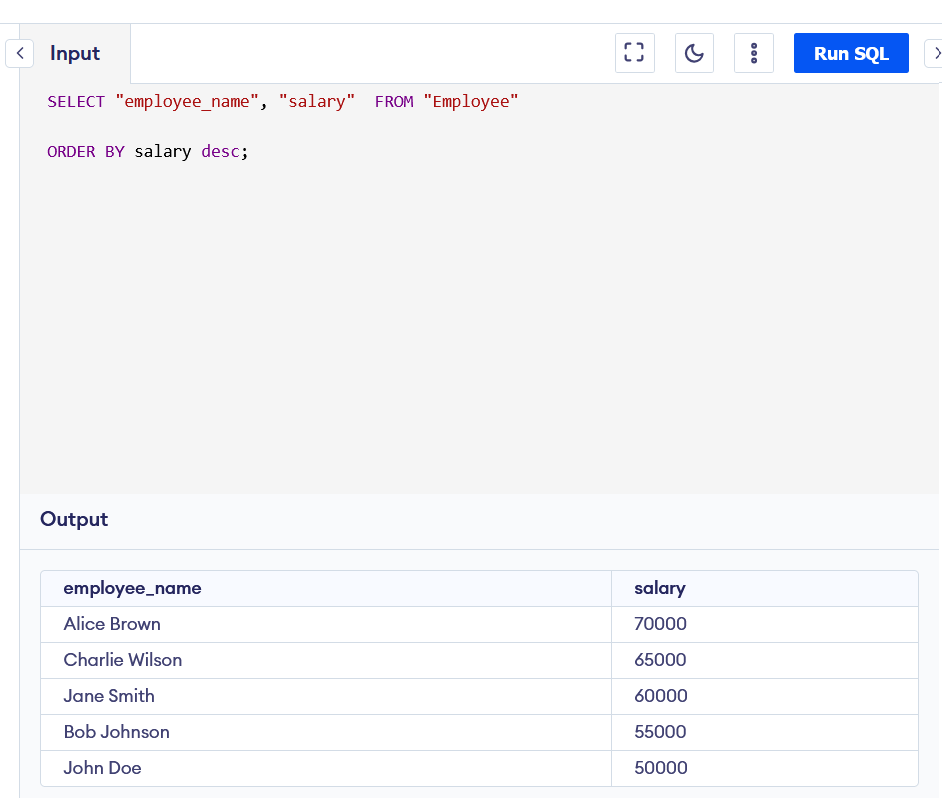 Input
Run SQL
SELECT "employee_name", "salary"  FROM "Employee"
ORDER BY salary desc;
Output
employee_name salary
Alice Brown 70000
Charlie Wilson 65000
Jane Smith 60000
Bob Johnson 55000
John Doe 50000